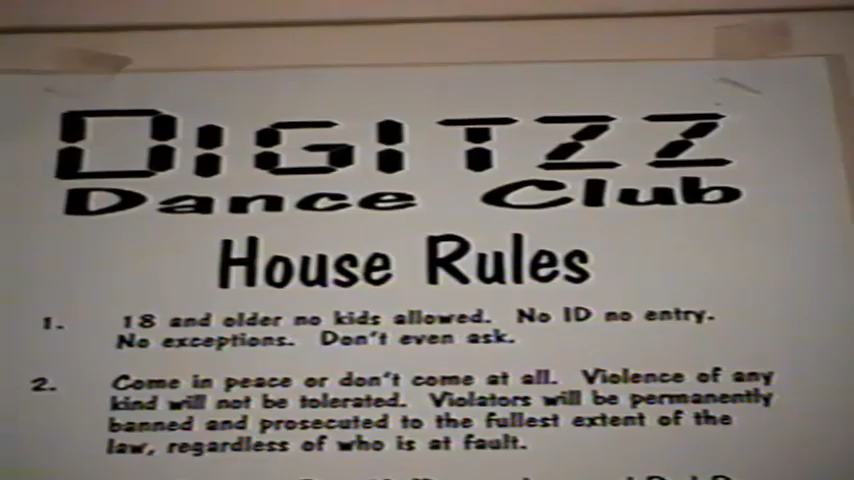 DIGITZZ
Dance Club
House Rules
1. 18 and older no kids allowed. No ID no entry.
No exceptions. Don't even ask.
2. Come in peace or don't come at all. Violence of any
kind will not be tolerated. Violators will be permanently
banned and prosecuted to the fullest extent of the
law, regardless of who is at fault.